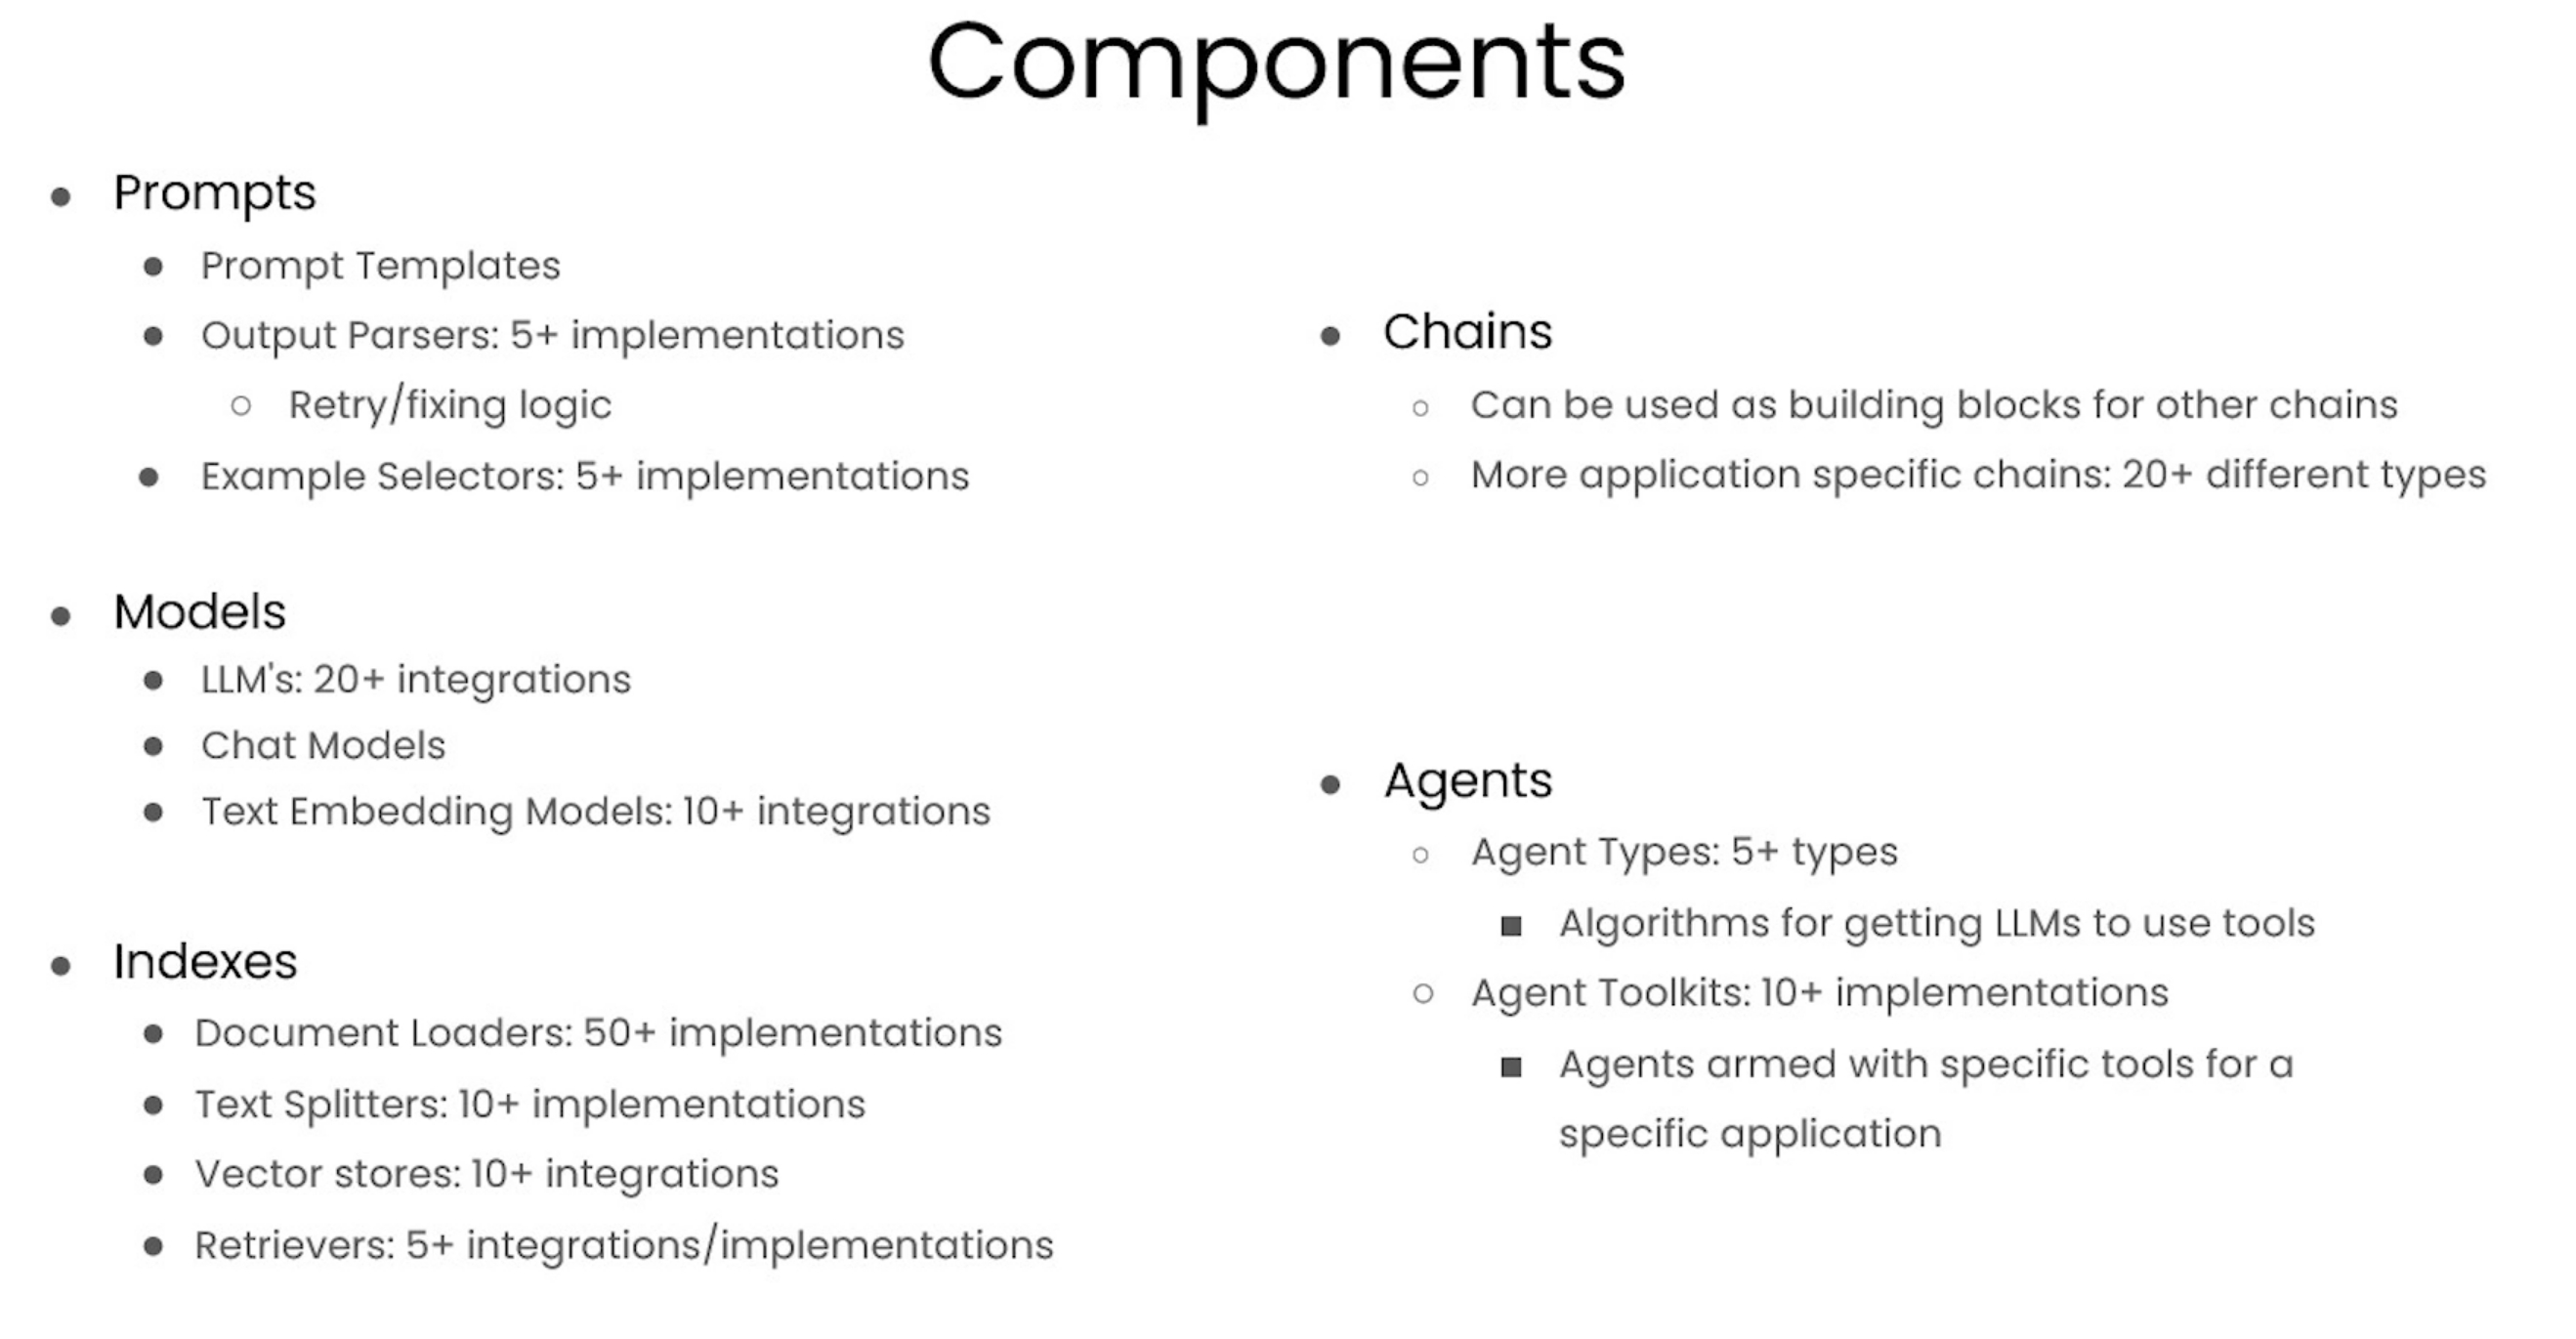 Components
Prompts
Prompt Templates
Output Parsers: 5+ implementations
Retry/fixing logic
Example Selectors: 5+ implementations
Models
LLM's: 20+ integrations
Chat Models
Text Embedding Models: 10+ integrations
Indexes
Document Loaders: 50+ implementations
Text Splitters: 10+ implementations
Vector stores: 10+ integrations
Retrievers: 5+ integrations/implementations
Chains
Can be used as building blocks for other chains
More application specific chains: 20+ different types
Agents
Agent Types: 5+ types
Algorithms for getting LLMs to use tools
Agent Toolkits: 10+ implementations
Agents armed with specific tools for a
specific application